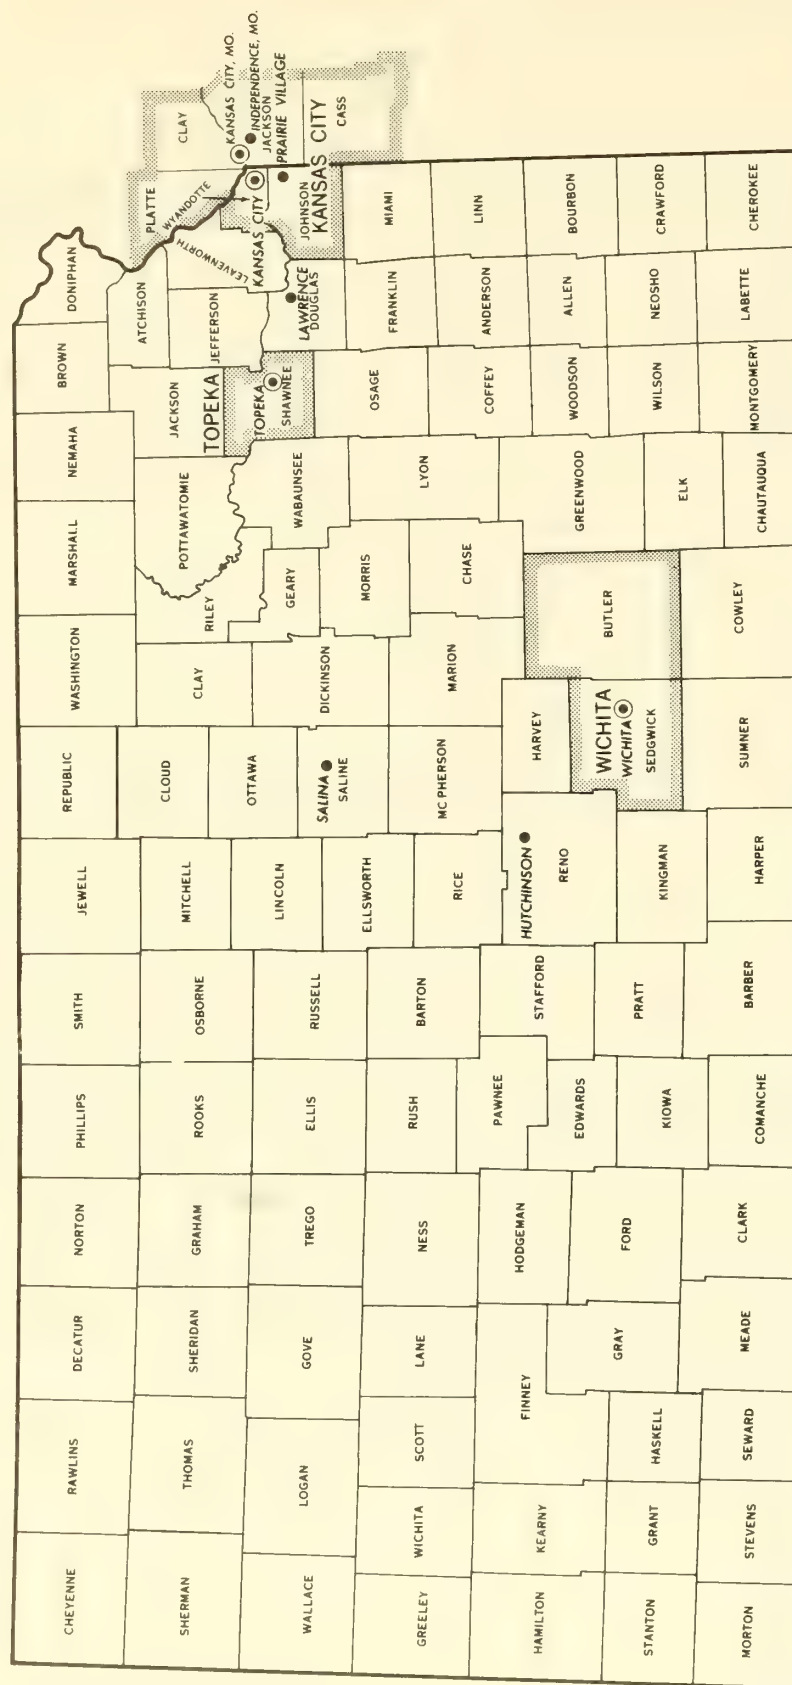 CHEYENNE
RAWLINS
DECATUR
NORTON
PHILLIPS
SMITH
JEWELL
REPUBLIC
WASHINGTON
MARSHALL
NEMAHA
BROWN
DONIPHAN
SHERMAN
THOMAS
SHERIDAN
GRAHAM
ROOKS
OSBORNE
MITCHELL
CLOUD
CLAY
RILEY
POTTAWATOMIE
JACKSON
ATCHISON
JEFFERSON
LEAVENWORTH
WYANDOTTE
PLATTE
CLAY
KANSAS CITY, MO.
INDEPENDENCE, MO.
JACKSON
PRAIRIE VILLAGE
KANSAS CITY
JOHNSON
KANSAS CITY
CASS
WALLACE
LOGAN
GOVE
TREGO
ELLIS
RUSSELL
LINCOLN
OTTAWA
DICKINSON
GEARY
WABAUNSEE
TOPEKA
TOPEKA
SHAWNEE
LAWRENCE
DOUGLAS
GREELEY
WICHITA
SCOTT
LANE
NESS
RUSH
BARTON
ELLSWORTH
SALINA
SALINE
MORRIS
OSAGE
FRANKLIN
MIAMI
RICE
MC PHERSON
MARION
CHASE
LYON
COFFEY
ANDERSON
LINN
HAMILTON
KEARNY
FINNEY
HODGEMAN
PAWNEE
STAFFORD
HUTCHINSON
RENO
HARVEY
BUTLER
GREENWOOD
WOODSON
ALLEN
BOURBON
STANTON
GRANT
HASKELL
GRAY
FORD
EDWARDS
KIOWA
PRATT
KINGMAN
WICHITA
WICHITA
SEDGWICK
ELK
WILSON
NEOSHO
CRAWFORD
MORTON
STEVENS
SEWARD
MEADE
CLARK
COMANCHE
BARBER
HARPER
SUMNER
COWLEY
CHAUTAUQUA
MONTGOMERY
LABETTE
CHEROKEE